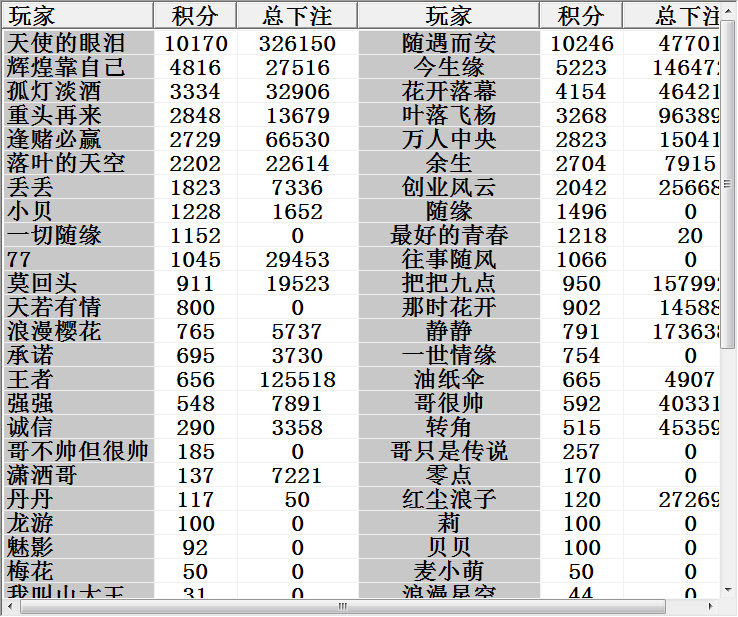 玩家 积分 总下注 玩家 积分 总下注
天使的眼泪 10170 326150 随遇而安 10246 47701
辉煌靠自己 4816 27516 今生缘 5223 14647
孤灯淡酒 3334 32906 花开落幕 4154 46421
重头再来 2848 13679 叶落飞杨 3268 96389
逢赌必赢 2729 66530 万人中央 2823 15041
落叶的天空 2202 22614 余生 2704 7915
丢丢 1823 7336 创业风云 2042 25668
小贝 1228 1652 随缘 1496 0
一切随缘 1152 0 最好的青春 1218 20
77 1045 29453 往事随风 1066 0
莫回头 911 19523 把把九点 950 15799
天若有情 800 0 那时花开 902 14588
浪漫樱花 765 5737 静静 791 17363
承诺 695 3730 一世情缘 754 0
王者 656 125518 油纸伞 665 4907
强强 548 7891 哥很帅 592 40331
诚信 290 3358 转角 515 45359
哥不帅但很帅 185 0 哥只是传说 257 0
潇洒哥 137 7221 零点 170 0
丹丹 117 50 红尘浪子 120 27269
龙游 100 0 莉 100 0
魅影 92 0 贝贝 100 0
梅花 50 0 麦小萌 50 0
我叫山大王 31 0 浪漫星空 44 0